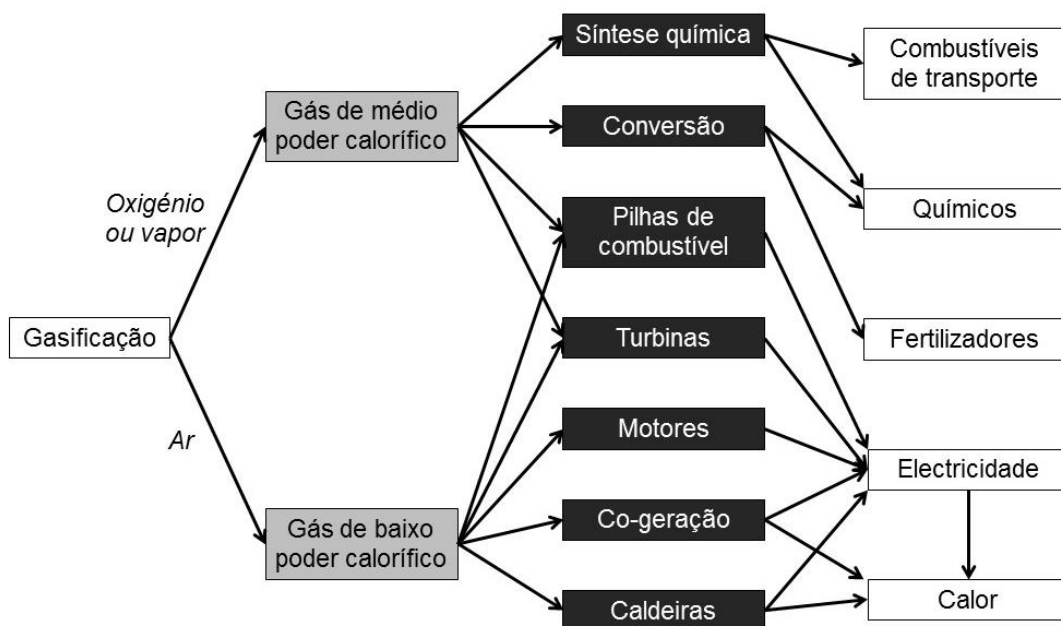 Gasificação
Oxigénio
ou vapor
Ar
Gás de médio
poder calorífico
Gás de baixo
poder calorífico
Síntese química
Conversão
Pilhas de
combustível
Turbinas
Motores
Co-geração
Caldeiras
Combustíveis
de transporte
Químicos
Fertilizadores
Electricidade
Calor